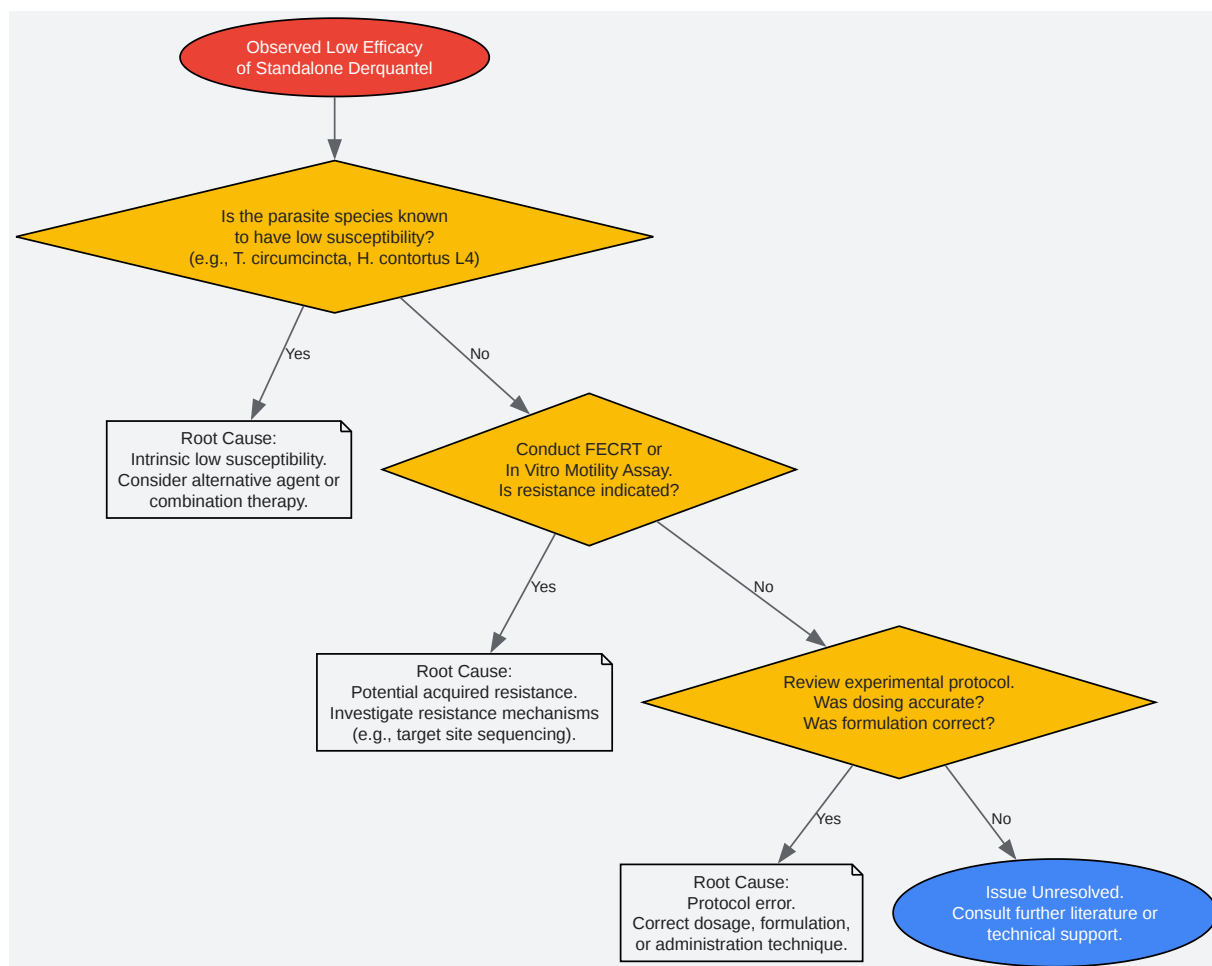 Observed Low Efficacy
of Standalone Derquantel
Is the parasite species known
to have low susceptibility?
(e.g., T. circumcincta, H. contortus L4)
Yes
No
Root Cause:
Intrinsic low susceptibility.
Consider alternative agent or
combination therapy.
Conduct FECRT or
In Vitro Motility Assay.
Is resistance indicated?
Yes
No
Root Cause:
Potential acquired resistance.
Investigate resistance mechanisms
(e.g., target site sequencing).
Review experimental protocol.
Was dosing accurate?
Was formulation correct?
Yes
No
Root Cause:
Protocol error.
Correct dosage, formulation,
or administration technique.
Issue Unresolved.
Consult further literature or
technical support.